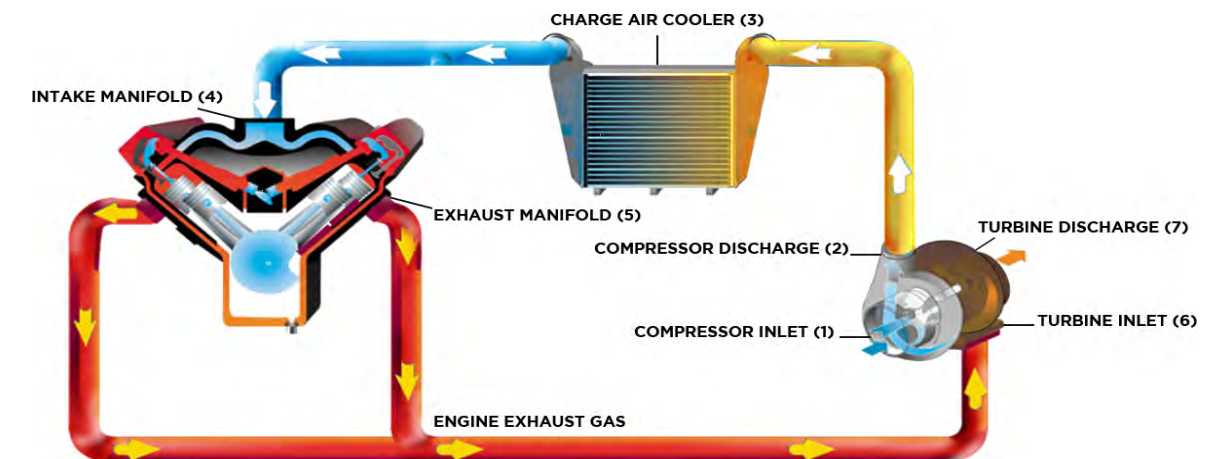 CHARGE AIR COOLER (3)
INTAKE MANIFOLD (4)
EXHAUST MANIFOLD (5)
TURBINE DISCHARGE (7)
COMPRESSOR DISCHARGE (2)
TURBINE INLET (6)
COMPRESSOR INLET (1)
ENGINE EXHAUST GAS